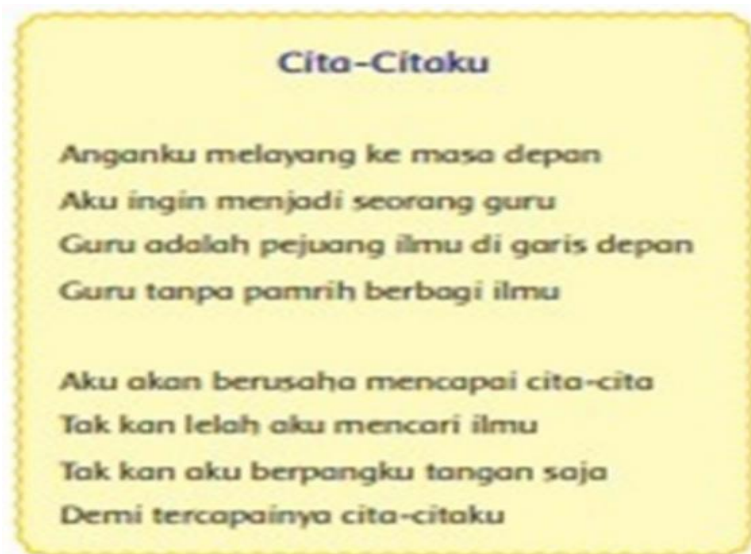 Cita-Citaku
Anganku melayang ke masa depan
Aku ingin menjadi seorang guru
Guru adalah pejuang ilmu di garis depan
Guru tanpa pamrih berbagi ilmu
Aku akan berusaha mencapai cita-cita
Tak kan lelah aku mencari ilmu
Tak kan aku berpangku tangan saja
Demi tercapainya cita-citaku